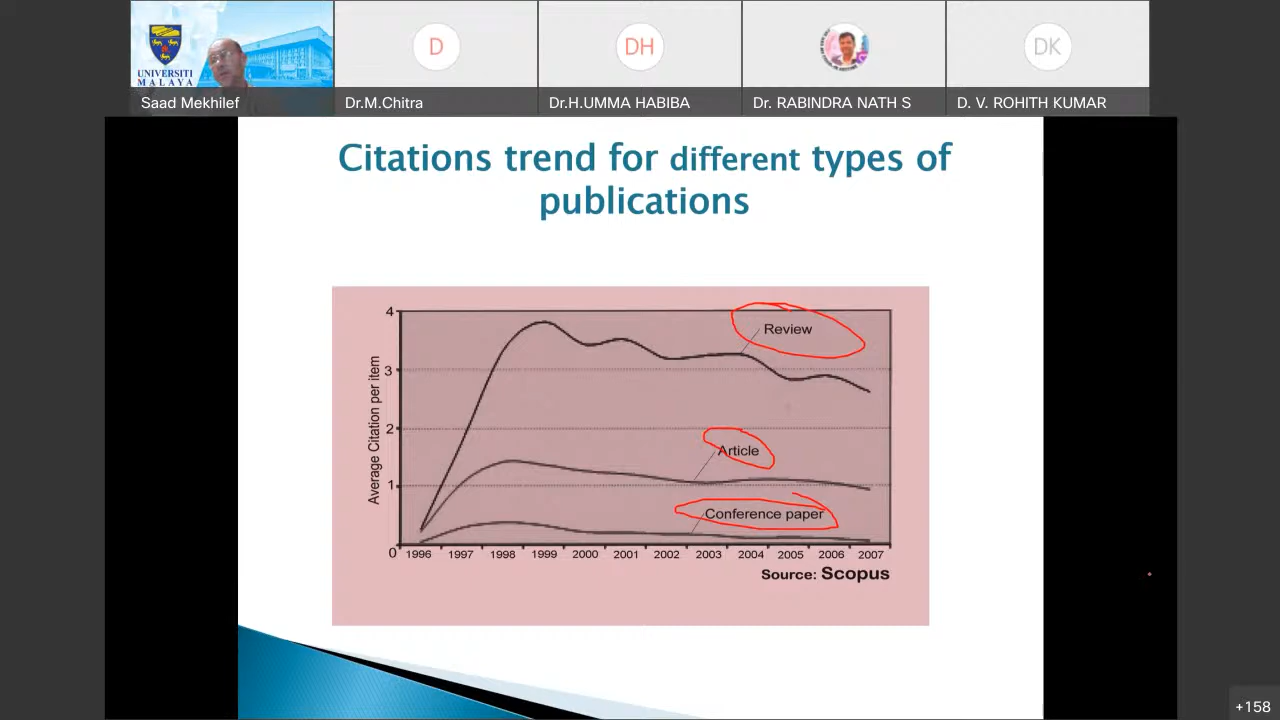 UNIVERSITI
MALAYA
Saad Mekhilef
D
Dr.M.Chitra
DH
Dr.H.UMMA HABIBA
Dr. RABINDRA NATH S
DK
D. V. ROHITH KUMAR
Citations trend for different types of
publications
Average Citation per item
4
3
2
1
0
Review
Article
Conference paper
1996 1997 1998 1999 2000 2001 2002 2003 2004 2005 2006 2007
Source: Scopus
+158